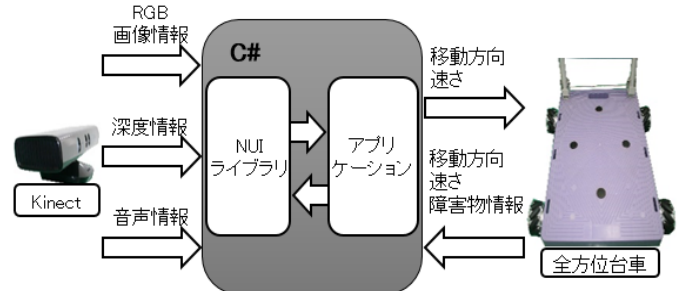 RGB
画像情報
深度情報
音声情報
Kinect
C#
NUI
ライブラリ
アプリ
ケーション
移動方向
速さ
移動方向
速さ
障害物情報
全方位台車